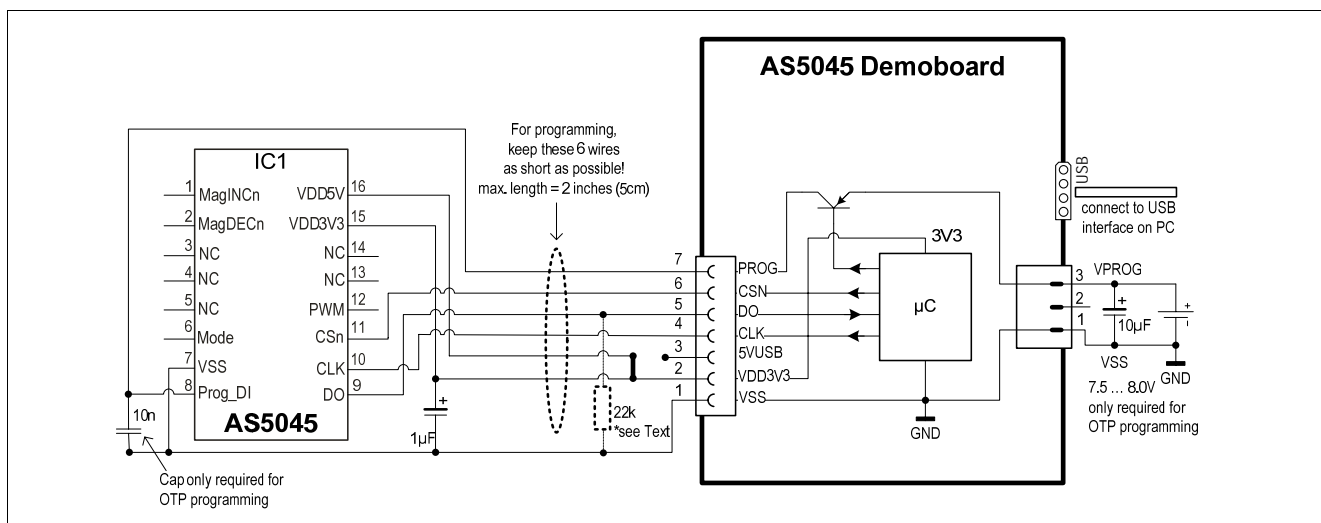 AS5045 Demoboard
For programming,
keep these 6 wires
as short as possible!
max. length = 2 inches (5cm)
IC1
1 MagINCn
2 MagDECn
3 NC
4 NC
5 NC
6 Mode
7 VSS
8 Prog_DI
VDD5V 16
VDD3V3 15
NC 14
NC 13
PWM 12
CSn 11
CLK 10
DO 9
AS5045
10n
Cap only required for
OTP programming
+
1µF
22k
*see Text
7 PROG
6 CSN
5 DO
4 CLK
3 5VUSB
2 VDD3V3
1 VSS
3V3
µC
GND
USB
connect to USB
interface on PC
3 VPROG
2
1
+
10µF
+
-
VSS
GND
7.5 ... 8.0V
only required for
OTP programming